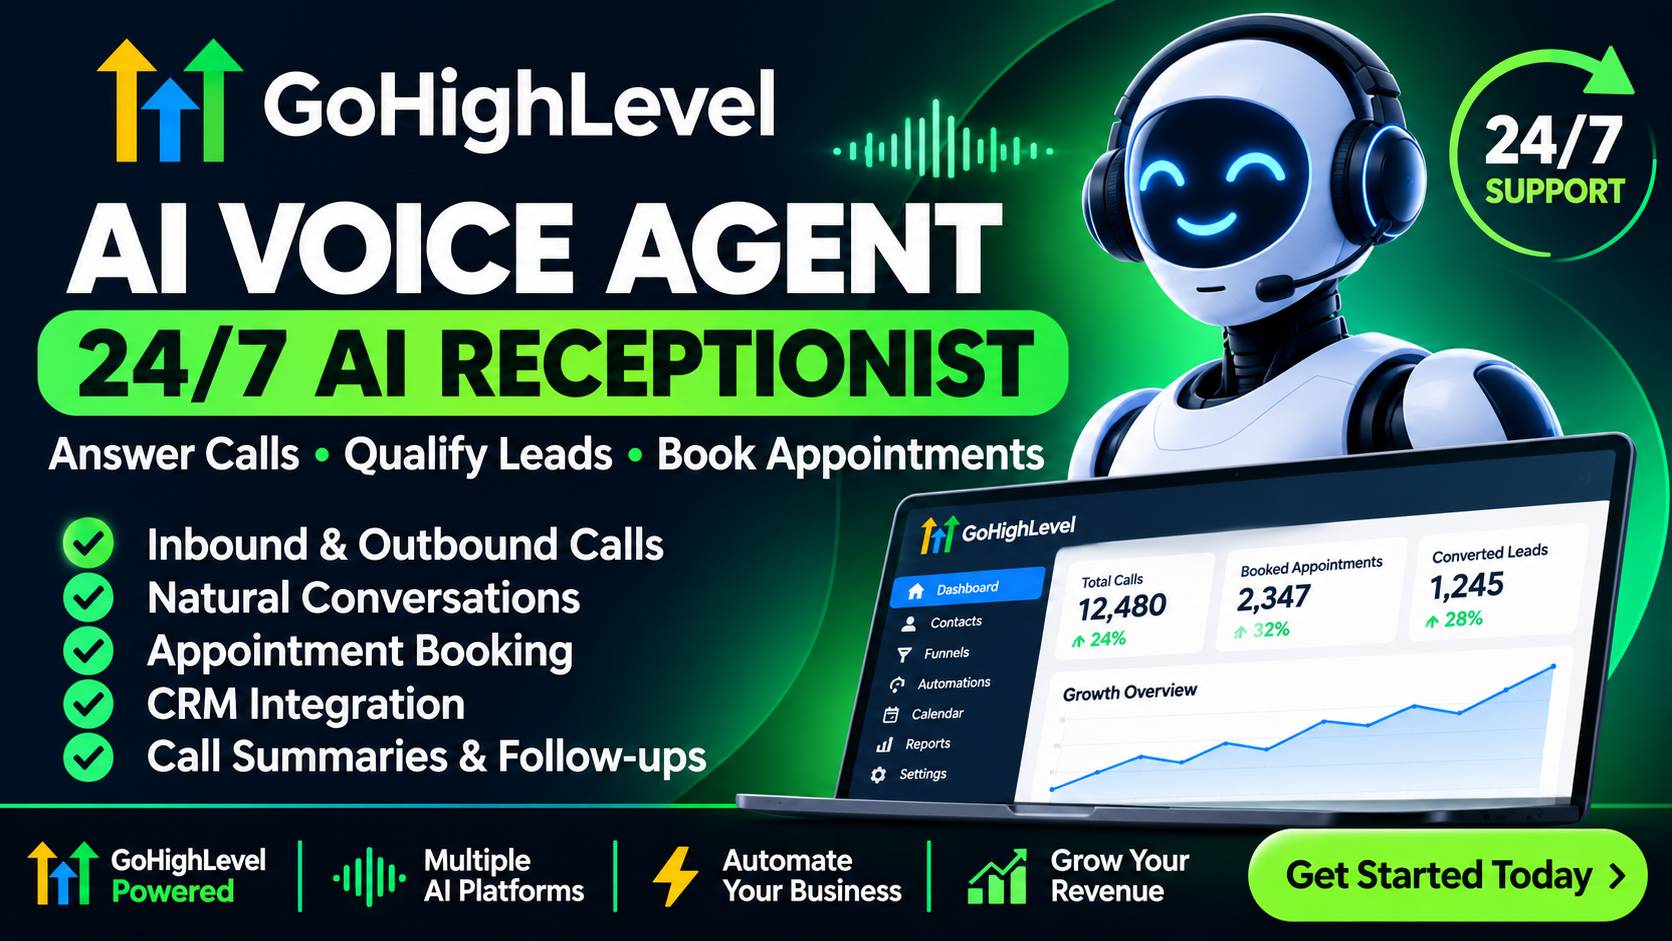 GoHighLevel
AI VOICE AGENT
24/7 AI RECEPTIONIST
Answer Calls • Qualify Leads • Book Appointments
Inbound & Outbound Calls
Natural Conversations
Appointment Booking
CRM Integration
Call Summaries & Follow-ups
24/7
SUPPORT
GoHighLevel
Dashboard
Contacts
Funnels
Automations
Calendar
Reports
Settings
Total Calls
12,480
24%
Booked Appointments
2,347
32%
Converted Leads
1,245
28%
Growth Overview
GoHighLevel
Powered
Multiple
AI Platforms
Automate
Your Business
Grow Your
Revenue
Get Started Today